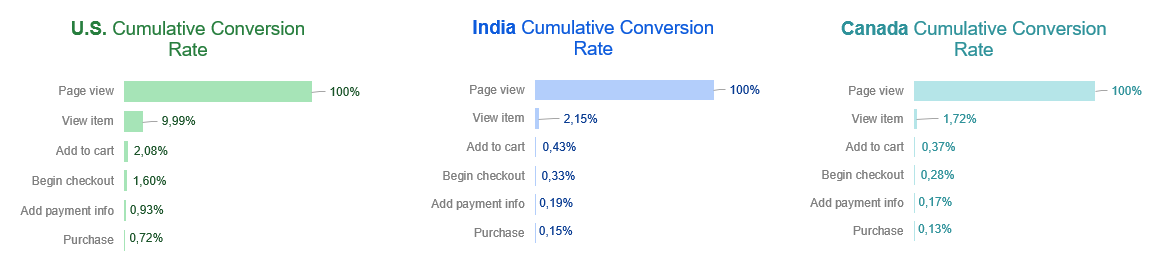 U.S. Cumulative Conversion
Rate
Page view 100%
View item 9,99%
Add to cart 2,08%
Begin checkout 1,60%
Add payment info 0,93%
Purchase 0,72%
India Cumulative Conversion
Rate
Page view 100%
View item 2,15%
Add to cart 0,43%
Begin checkout 0,33%
Add payment info 0,19%
Purchase 0,15%
Canada Cumulative Conversion
Rate
Page view 100%
View item 1,72%
Add to cart 0,37%
Begin checkout 0,28%
Add payment info 0,17%
Purchase 0,13%